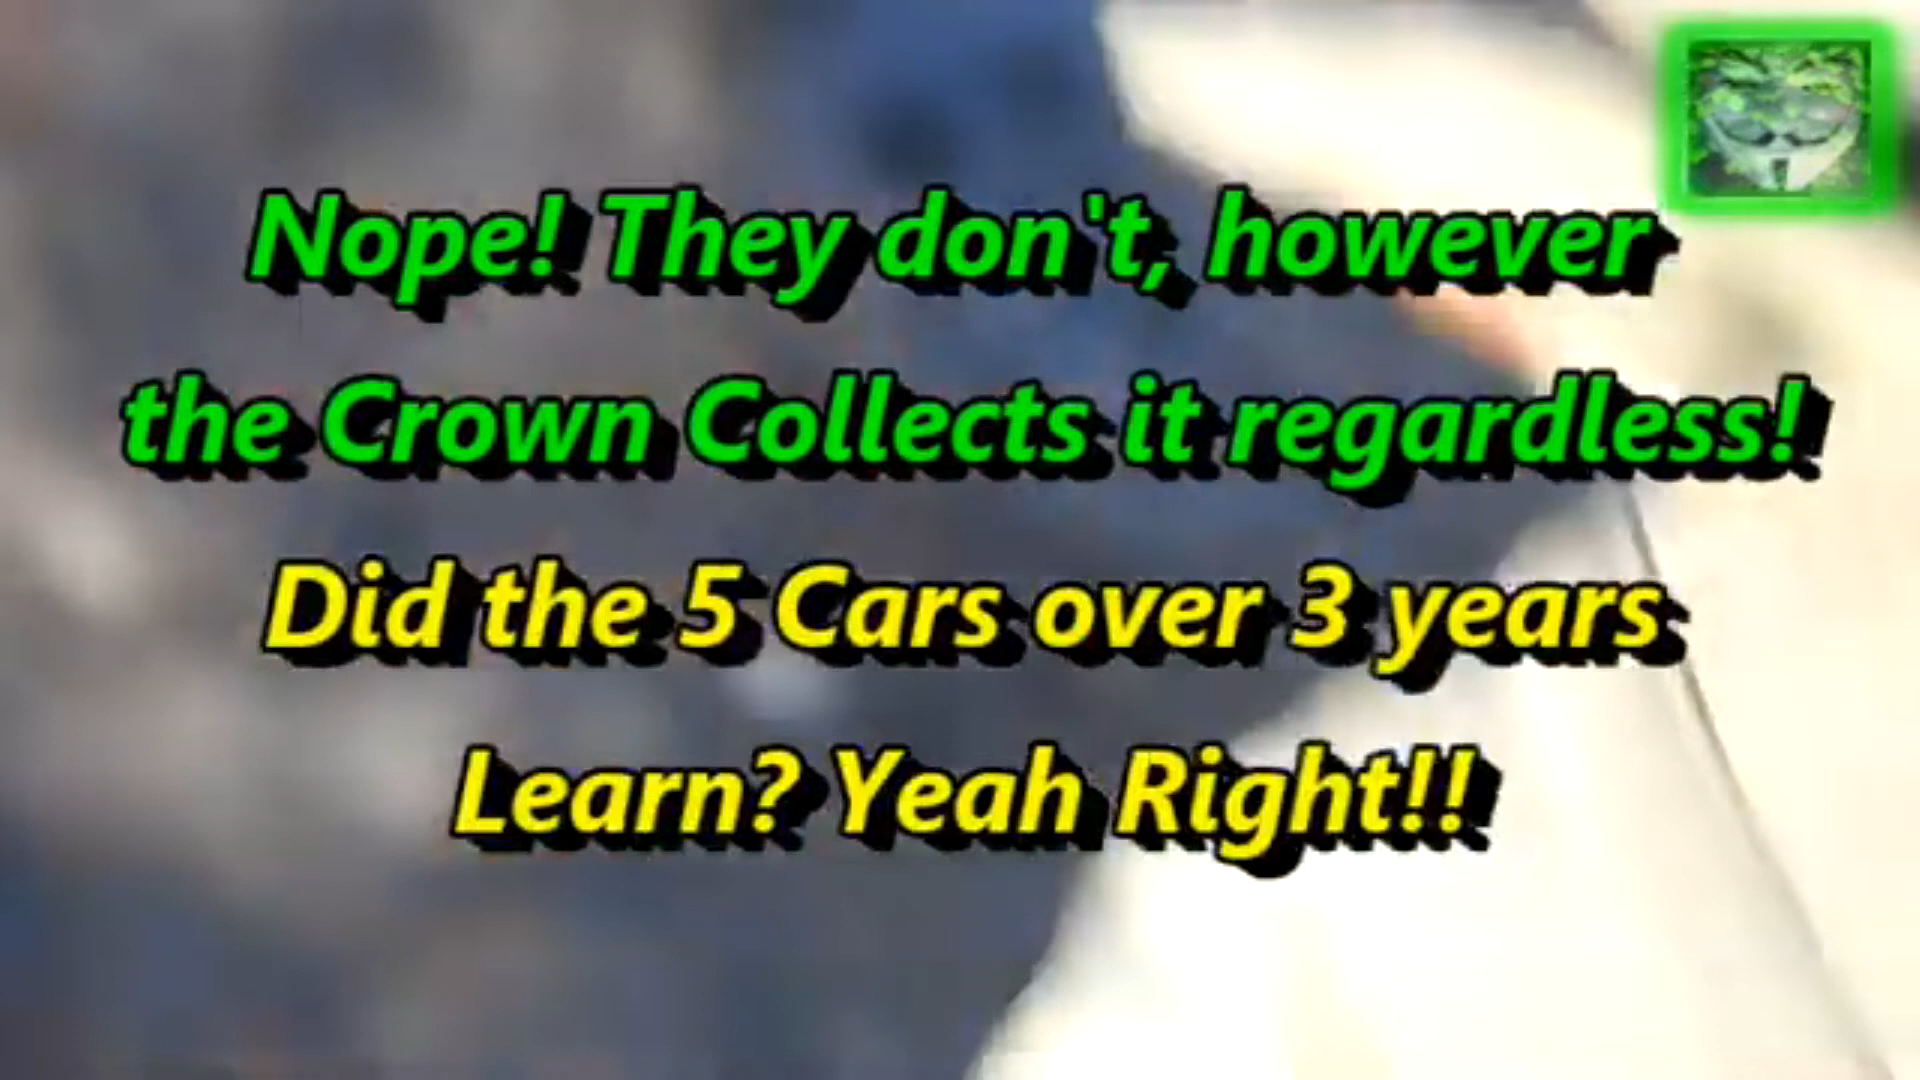 Nope! They don't, however
the Crown Collects it regardless!
Did the 5 Cars over 3 years
Learn? Yeah Right!!